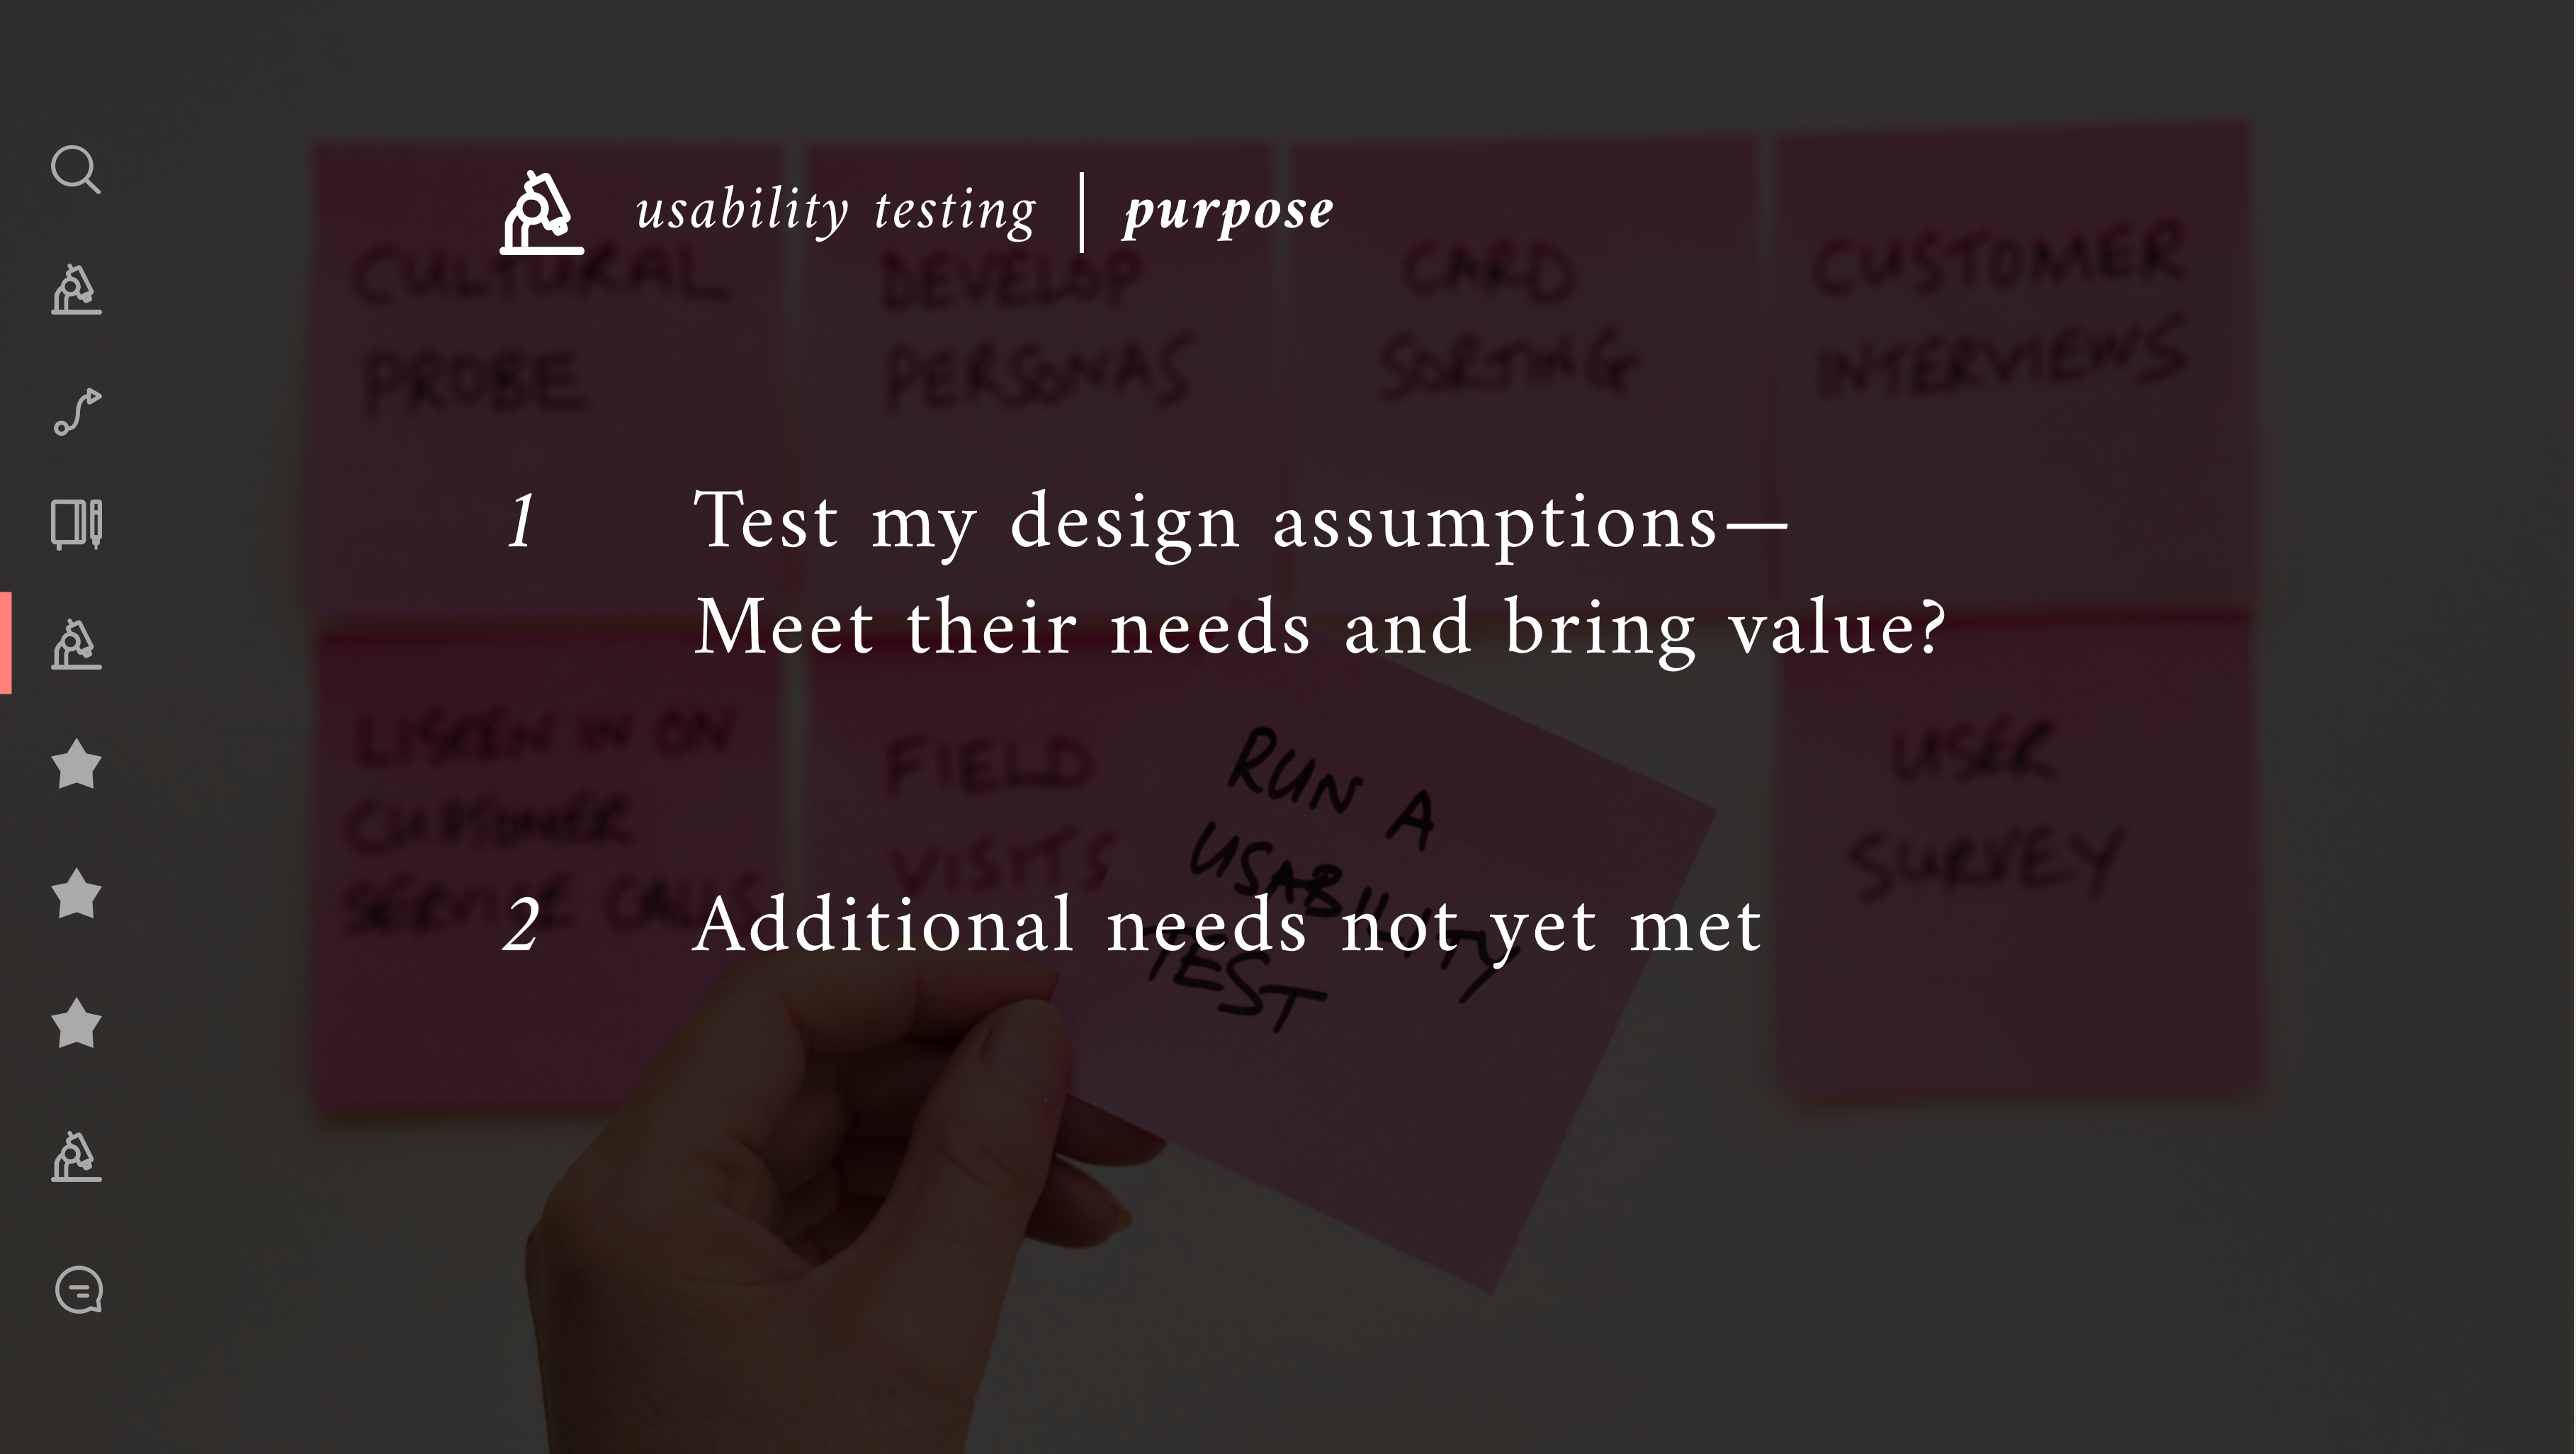 usability testing | purpose
1 Test my design assumptions—
Meet their needs and bring value?
2 Additional needs not yet met
CULTURAL
PROBE
DEVELOP
PERSONAS
CARD
SORTING
CUSTOMER
INTERVIEWS
LISTEN IN ON
CUSTOMER
SERVICE CALLS
FIELD
VISITS
RUN A
USABILITY
TEST
USER
SURVEY